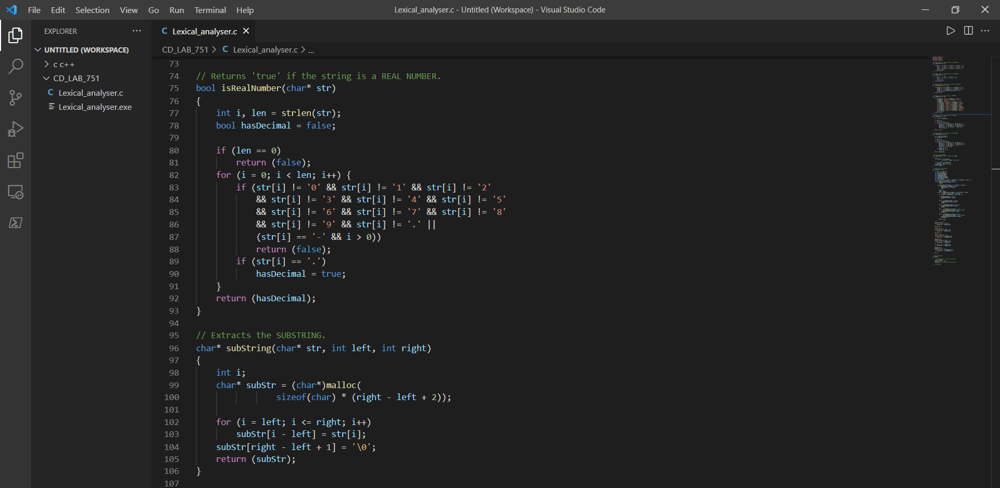 File Edit Selection View Go Run Terminal Help
Lexical_analyser.c - Untitled (Workspace) - Visual Studio Code
EXPLORER
UNTITLED (WORKSPACE)
c c++
CD_LAB_751
C Lexical_analyser.c
Lexical_analyser.exe
C Lexical_analyser.c
CD_LAB_751 > C Lexical_analyser.c > ...
73
74 // Returns 'true' if the string is a REAL NUMBER.
75 bool isRealNumber(char* str)
76 {
77     int i, len = strlen(str);
78     bool hasDecimal = false;
79
80     if (len == 0)
81         return (false);
82     for (i = 0; i < len; i++) {
83         if (str[i] != '0' && str[i] != '1' && str[i] != '2'
84             && str[i] != '3' && str[i] != '4' && str[i] != '5'
85             && str[i] != '6' && str[i] != '7' && str[i] != '8'
86             && str[i] != '9' && str[i] != '.' ||
87             (str[i] == '-' && i > 0))
88             return (false);
89         if (str[i] == '.')
90             hasDecimal = true;
91     }
92     return (hasDecimal);
93 }
94
95 // Extracts the SUBSTRING.
96 char* subString(char* str, int left, int right)
97 {
98     int i;
99     char* subStr = (char*)malloc(
100                 sizeof(char) * (right - left + 2));
101
102     for (i = left; i <= right; i++)
103         subStr[i - left] = str[i];
104     subStr[right - left + 1] = '\0';
105     return (subStr);
106 }
107